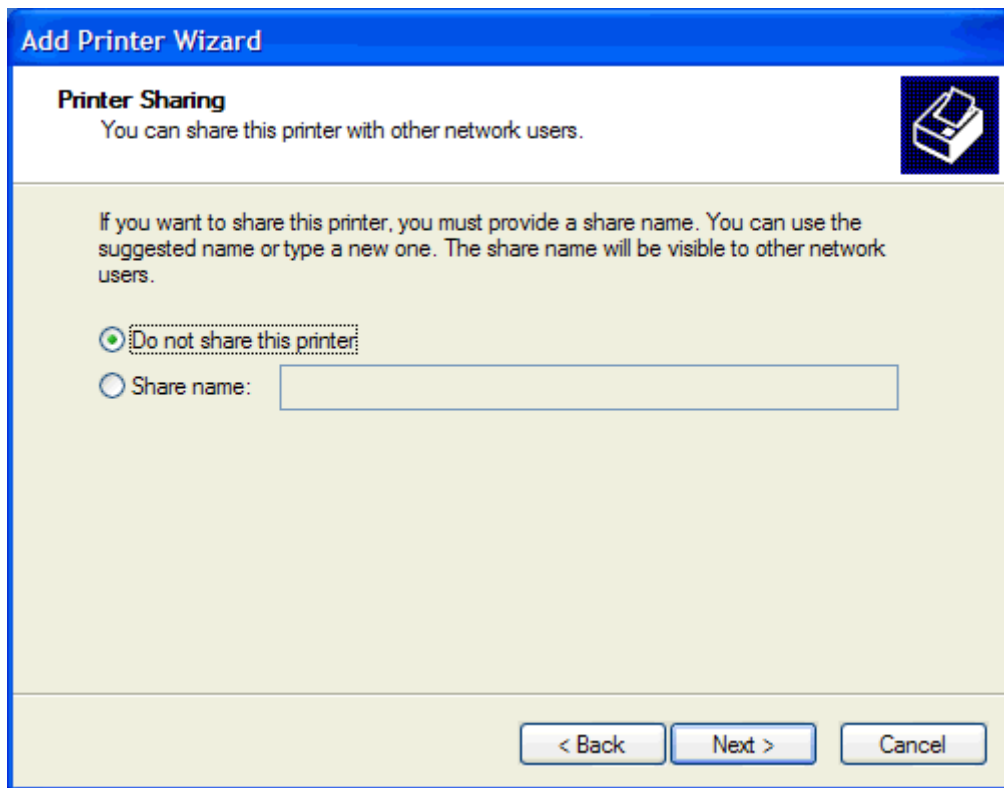 Add Printer Wizard
Printer Sharing
You can share this printer with other network users.
If you want to share this printer, you must provide a share name. You can use the
suggested name or type a new one. The share name will be visible to other network
users.
Do not share this printer
Share name:
< Back
Next >
Cancel